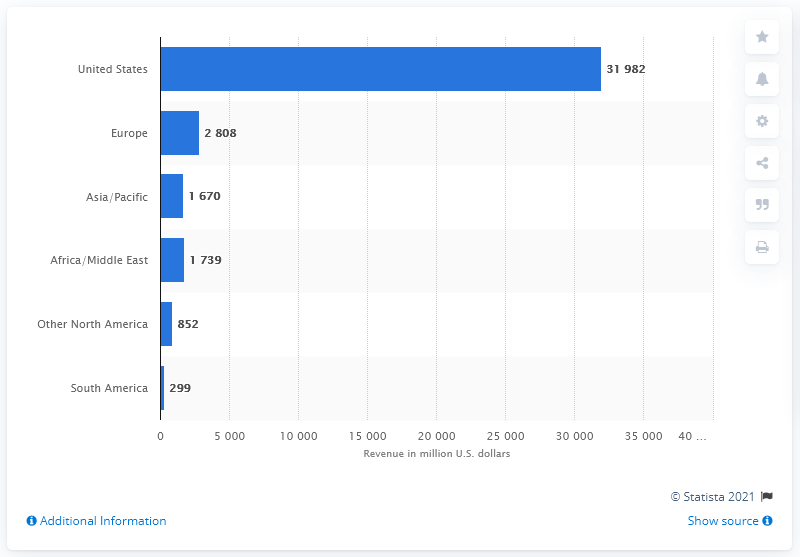 United States 31 982
Europe 2 808
Asia/Pacific 1 670
Africa/Middle East 1 739
Other North America 852
South America 299
0 5 000 10 000 15 000 20 000 25 000 30 000 35 000 40 ...
Revenue in million U.S. dollars
© Statista 2021
Additional Information Show source